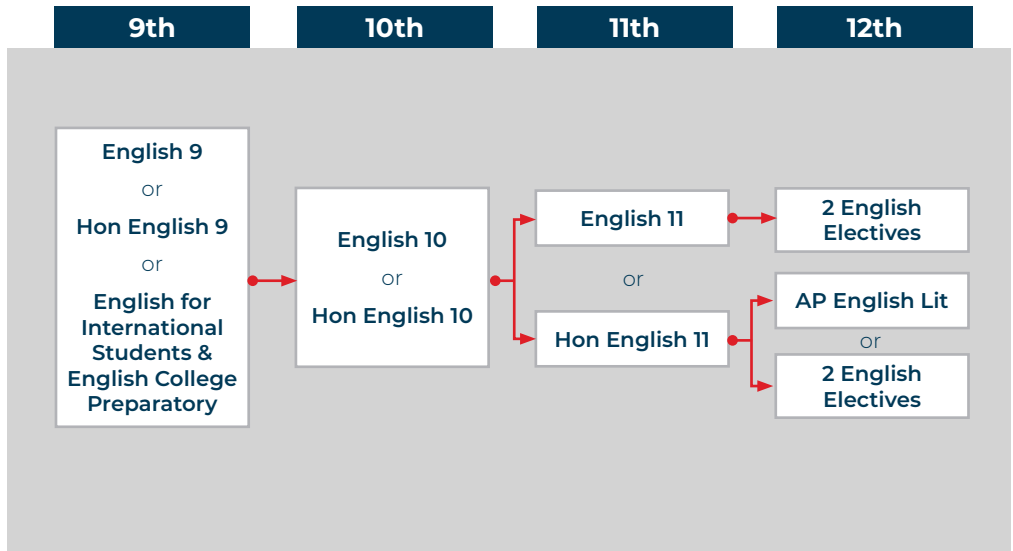 9th
10th
11th
12th
English 9
or
Hon English 9
or
English for
International
Students &
English College
Preparatory
English 10
or
Hon English 10
English 11
or
Hon English 11
2 English
Electives
AP English Lit
or
2 English
Electives